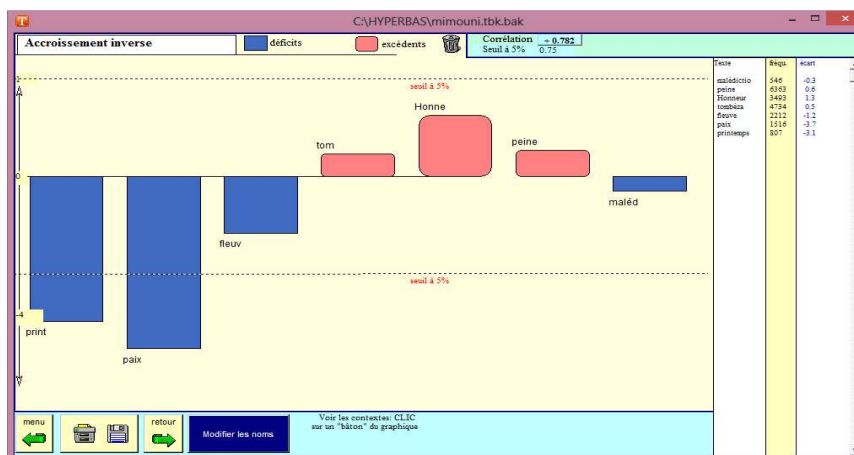 C:\HYPERBAS\mimouni.tbk.bak
Accroissement inverse
déficits
excédents
Corrélation + 0.782
Seuil à 5% 0.75
Texte fréqu. écart
malédictio 546 -0.3
peine 6363 0.6
Honneur 3493 1.3
tombéza 4734 0.5
fleuve 2212 -1.2
paix 1516 -3.7
printemps 807 -3.1
1
seuil à 5%
Honne
tom
peine
0
maléd
fleuv
seuil à 5%
-4
print
paix
menu
retour
Modifier les noms
Voir les contextes: CLIC
sur un "bâton" du graphique